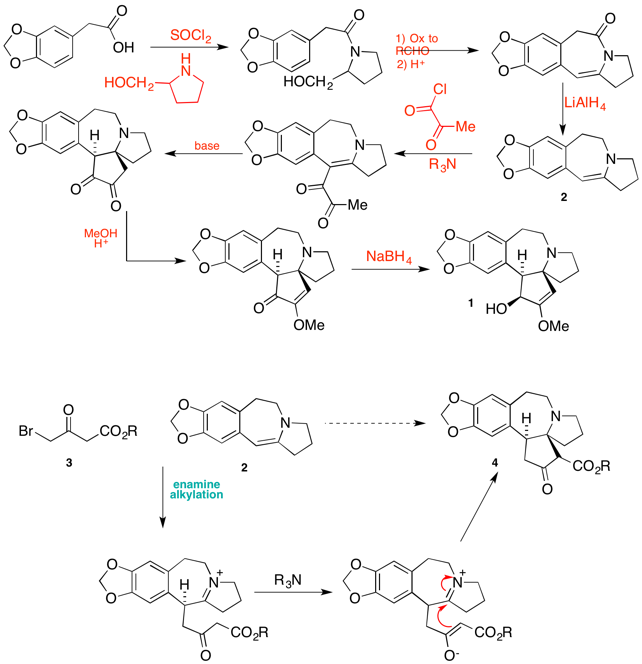 O
O
O
OH
SOCl2
HOCH2
H
N
O
O
O
N
HOCH2
1) Ox to
RCHO
2) H+
O
O
O
N
LiAlH4
O
O
N
2
Cl
O
O
Me
R3N
O
O
N
O
O
Me
base
O
O
H
N
O
O
MeOH
H+
O
O
H
N
O
OMe
NaBH4
O
O
H
N
1
HO
OMe
Br
O
CO2R
3
O
O
N
2
O
O
H
N
4
CO2R
O
enamine
alkylation
O
O
H
N
+
CO2R
O
R3N
O
O
N
+
CO2R
O-